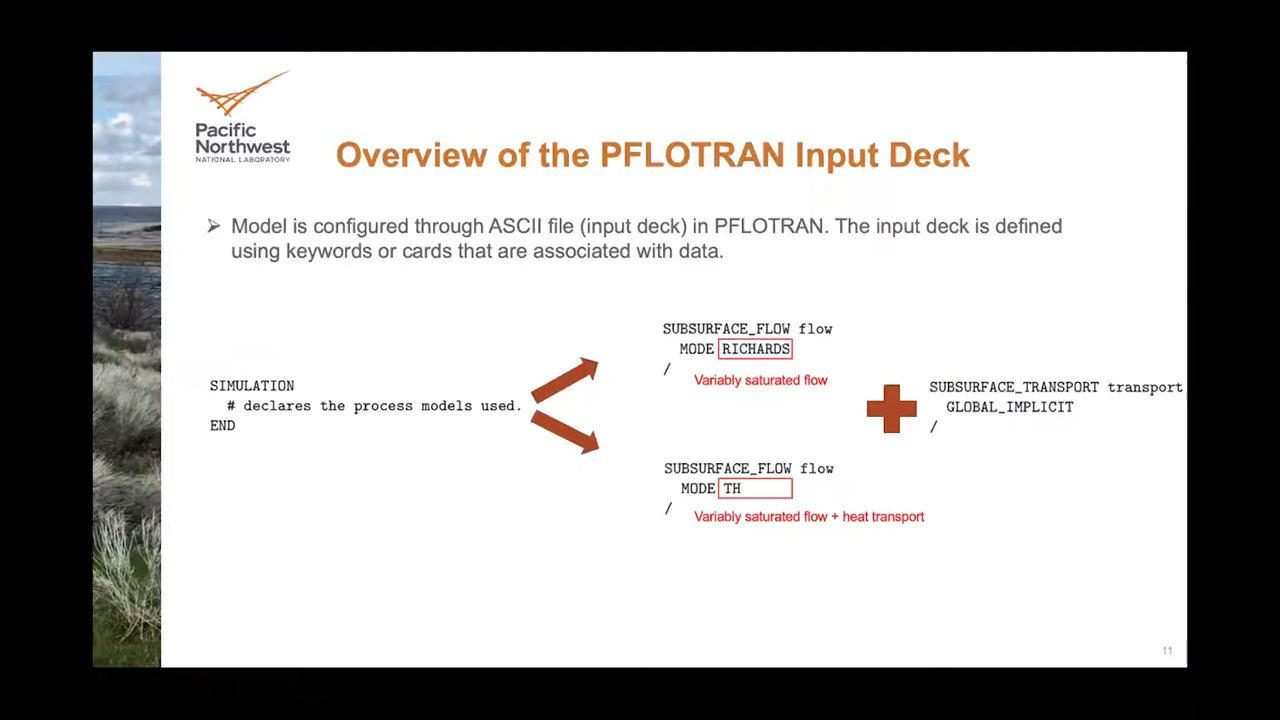 Pacific
Northwest
NATIONAL LABORATORY
Overview of the PFLOTRAN Input Deck
➢ Model is configured through ASCII file (input deck) in PFLOTRAN. The input deck is defined
using keywords or cards that are associated with data.
SIMULATION
# declares the process models used.
END
SUBSURFACE_FLOW flow
MODE RICHARDS
/
Variably saturated flow
SUBSURFACE_FLOW flow
MODE TH
/
Variably saturated flow + heat transport
SUBSURFACE_TRANSPORT transport
GLOBAL_IMPLICIT
/
11